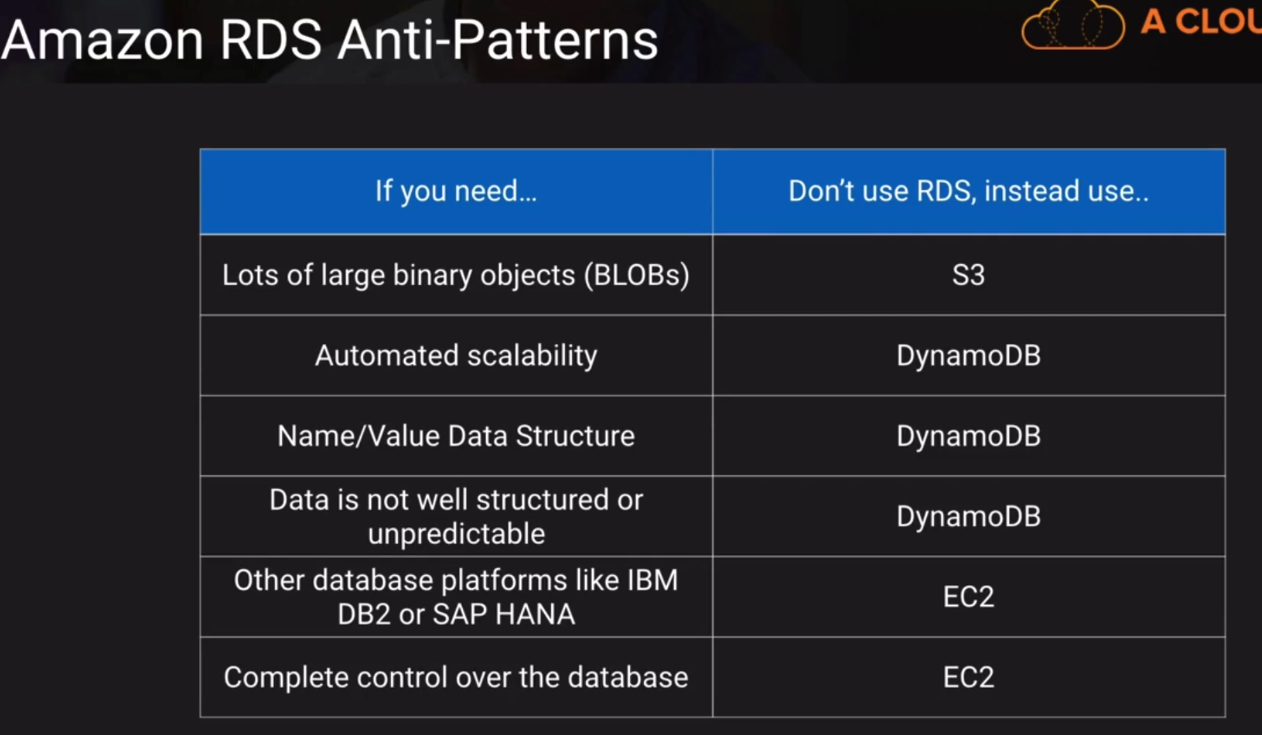 Amazon RDS Anti-Patterns
A CLOU
If you need...
Don't use RDS, instead use..
Lots of large binary objects (BLOBs)
S3
Automated scalability
DynamoDB
Name/Value Data Structure
DynamoDB
Data is not well structured or
unpredictable
DynamoDB
Other database platforms like IBM
DB2 or SAP HANA
EC2
Complete control over the database
EC2